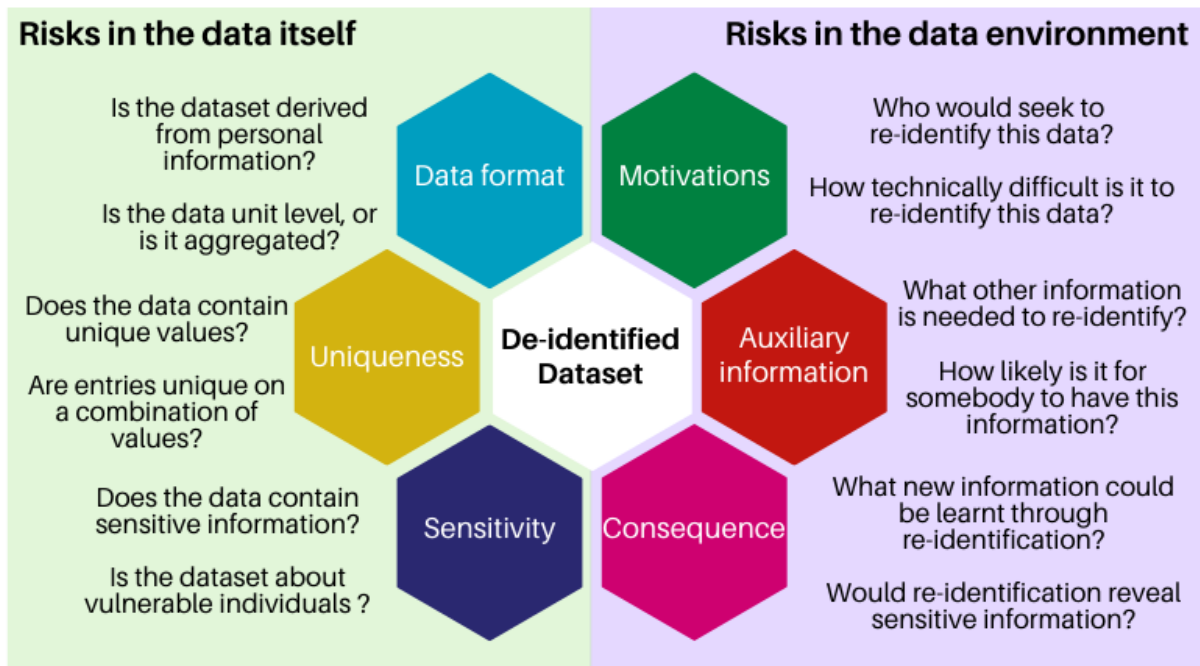 Risks in the data itself
Is the dataset derived
from personal
information?
Is the data unit level, or
is it aggregated?
Does the data contain
unique values?
Are entries unique on
a combination of
values?
Does the data contain
sensitive information?
Is the dataset about
vulnerable individuals ?
Data format
Uniqueness
Sensitivity
De-identified
Dataset
Risks in the data environment
Motivations
Auxiliary
information
Consequence
Who would seek to
re-identify this data?
How technically difficult is it to
re-identify this data?
What other information
is needed to re-identify?
How likely is it for
somebody to have this
information?
What new information could
be learnt through
re-identification?
Would re-identification reveal
sensitive information?